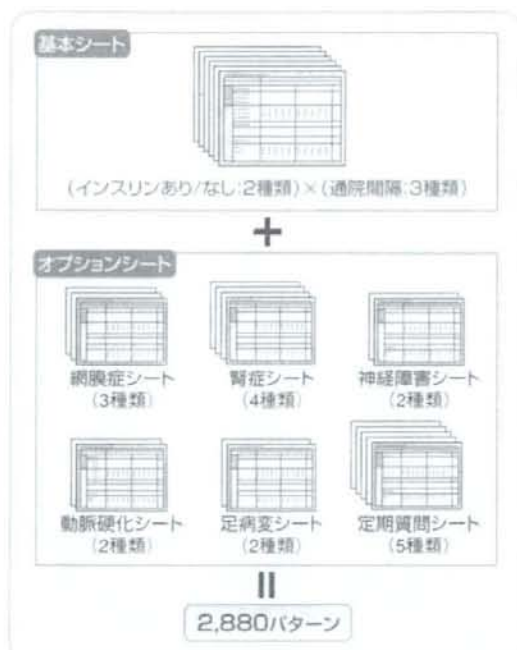 基本シート
(インスリンあり/なし:2種類)×(通院間隔:3種類)
+
オプションシート
網膜症シート
(3種類)
腎症シート
(4種類)
神経障害シート
(2種類)
動脈硬化シート
(2種類)
足病変シート
(2種類)
定期質問シート
(5種類)
=
2,880パターン